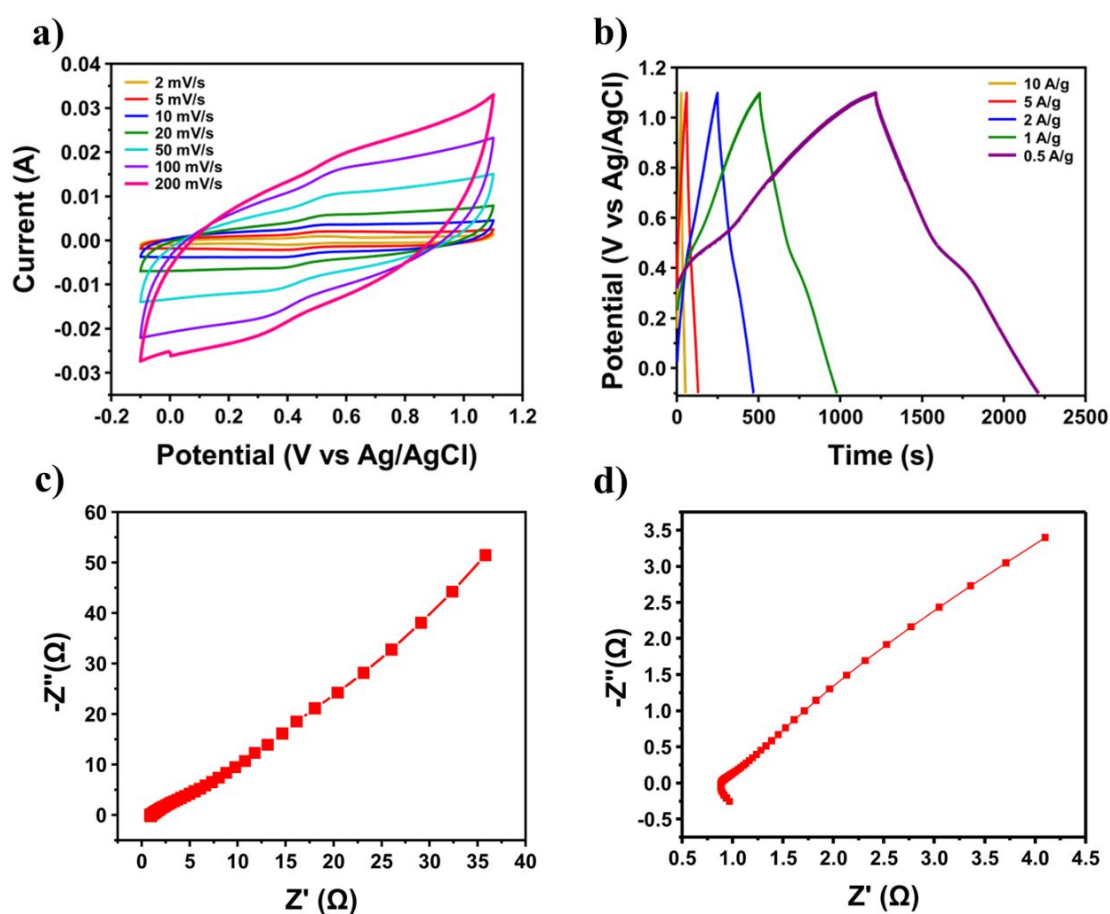 a)
0.04
0.03
0.02
0.01
0.00
-0.01
-0.02
-0.03
Current (A)
2 mV/s
5 mV/s
10 mV/s
20 mV/s
50 mV/s
100 mV/s
200 mV/s
-0.2
0.0
0.2
0.4
0.6
0.8
1.0
1.2
Potential (V vs Ag/AgCl)
b)
1.2
1.0
0.8
0.6
0.4
0.2
0.0
Potential (V vs Ag/AgCl)
10 A/g
5 A/g
2 A/g
1 A/g
0.5 A/g
0
500
1000
1500
2000
2500
Time (s)
c)
60
50
40
30
20
10
0
-Z"(Ω)
0
5
10
15
20
25
30
35
40
Z' (Ω)
d)
3.5
3.0
2.5
2.0
1.5
1.0
0.5
0.0
-0.5
-Z"(Ω)
0.5
1.0
1.5
2.0
2.5
3.0
3.5
4.0
4.5
Z' (Ω)